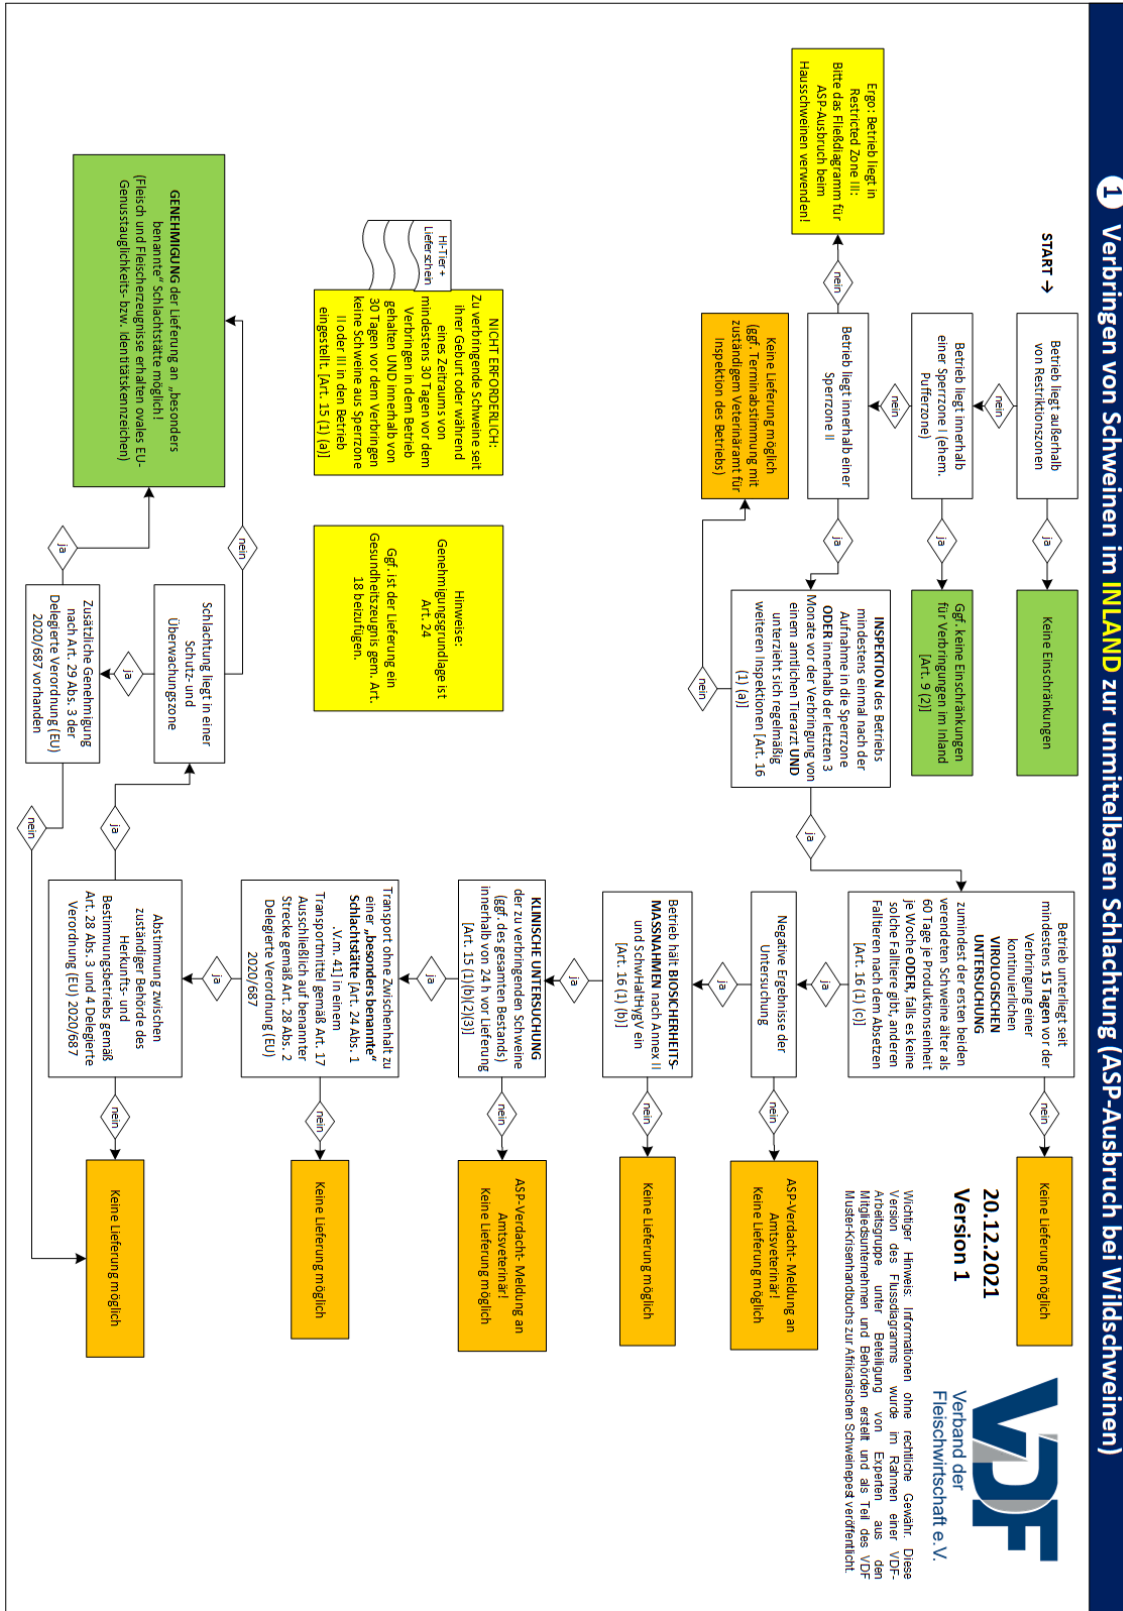 1 Verbringen von Schweinen im INLAND zur unmittelbaren Schlachtung (ASP-Ausbruch bei Wildschweinen)
START →
Betrieb liegt außerhalb
von Restriktionszonen
ja
Keine Einschränkungen
nein
Betrieb liegt innerhalb
einer Sperrzone I (ehem.
Pufferzone)
ja
Ggf. keine Einschränkungen
für Verbringungen im Inland
[Art. 9 (2)]
nein
Betrieb liegt innerhalb einer
Sperrzone II
nein
Ergo: Betrieb liegt in
Restricted Zone III:
Bitte das Fließdiagramm für
ASP-Ausbruch beim
Hausschweinen verwenden!
ja
INSPEKTION des Betriebs
mindestens einmal nach der
Aufnahme in die Sperrzone
ODER innerhalb der letzten 3
Monate vor der Verbringung von
einem amtlichen Tierarzt UND
unterzieht sich regelmäßig
weiteren Inspektionen [Art. 16
(1) (a)]
nein
Keine Lieferung möglich
(ggf. Terminabstimmung mit
zuständigem Veterinäramt für
Inspektion des Betriebs)
ja
Betrieb unterliegt seit
mindestens 15 Tagen vor der
Verbringung einer
kontinuierlichen
VIROLOGISCHEN
UNTERSUCHUNG
zumindest der ersten beiden
verendeten Schweine älter als
60 Tage je Produktionseinheit
je Woche ODER, falls es keine
solche Falltiere gibt, anderen
Falltieren nach dem Absetzen
[Art. 16 (1) (c)]
nein
Keine Lieferung möglich
ja
Negative Ergebnisse der
Untersuchung
nein
ASP-Verdacht- Meldung an
Amtsveterinär!
Keine Lieferung möglich
ja
Betrieb hält BIOSICHERHEITS-
MASSNAHMEN nach Annex II
und SchwHaltHygV ein
[Art. 16 (1) (b)]
nein
Keine Lieferung möglich
ja
KLINISCHE UNTERSUCHUNG
der zu verbringenden Schweine
(ggf. des gesamten Bestands)
innerhalb von 24 h vor Lieferung
[Art. 15 (1)(b)(2)(3)]
nein
ASP-Verdacht- Meldung an
Amtsveterinär!
Keine Lieferung möglich
ja
Transport ohne Zwischenhalt zu
einer „besonders benannte“
Schlachtstätte [Art. 24 Abs. 1
.V.m. 41] in einem
Transportmittel gemäß Art. 17
Ausschließlich auf benannter
Strecke gemäß Art. 28 Abs. 2
Delegierte Verordnung (EU)
2020/687
nein
Keine Lieferung möglich
ja
Abstimmung zwischen
zuständiger Behörde des
Herkunfts- und
Bestimmungsbetriebs gemäß
Art. 28 Abs. 3 und 4 Delegierte
Verordnung (EU) 2020/687
nein
Keine Lieferung möglich
ja
Schlachtung liegt in einer
Schutz- und
Überwachungszone
nein
ja
Zusätzliche Genehmigung
nach Art. 29 Abs. 3 der
Delegierte Verordnung (EU)
2020/687 vorhanden
nein
ja
GENEHMIGUNG der Lieferung an „besonders
benannte“ Schlachtstätte möglich!
(Fleisch und Fleischerzeugnisse erhalten ovales EU-
Genusstauglichkeits- bzw. Identitätskennzeichen)
HI-Tier +
Lieferschein
NICHT ERFORDERLICH:
Zu verbringende Schweine seit
ihrer Geburt oder während
eines Zeitraums von
mindestens 30 Tagen vor dem
Verbringen in dem Betrieb
gehalten UND innerhalb von
30 Tagen vor dem Verbringen
keine Schweine aus Sperrzone
II oder III in den Betrieb
eingestellt. [Art. 15 (1) (a)]
Hinweise:
Genehmigungsgrundlage ist
Art. 24
Ggf. ist der Lieferung ein
Gesundheitszeugnis gem. Art.
18 beizufügen.
20.12.2021
Version 1
Wichtiger Hinweis: Informationen ohne rechtliche Gewähr. Diese
Version des Flussdiagramms wurde im Rahmen einer VDF-
Arbeitsgruppe unter Beteiligung von Experten aus den
Mitgliedsunternehmen und Behörden erstellt und als Teil des VDF
Muster-Krisenhandbuchs zur Afrikanischen Schweinepest veröffentlicht.
VDF
Verband der
Fleischwirtschaft e.V.